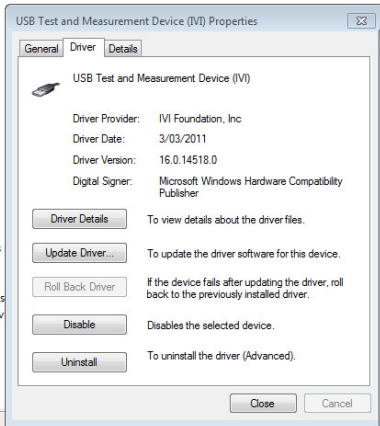 USB Test and Measurement Device (IVI) Properties
General Driver Details
USB Test and Measurement Device (IVI)
Driver Provider: IVI Foundation, Inc
Driver Date: 3/03/2011
Driver Version: 16.0.14518.0
Digital Signer: Microsoft Windows Hardware Compatibility
Publisher
Driver Details To view details about the driver files.
Update Driver... To update the driver software for this device.
Roll Back Driver If the device fails after updating the driver, roll
back to the previously installed driver.
Disable Disables the selected device.
Uninstall To uninstall the driver (Advanced).
Close Cancel